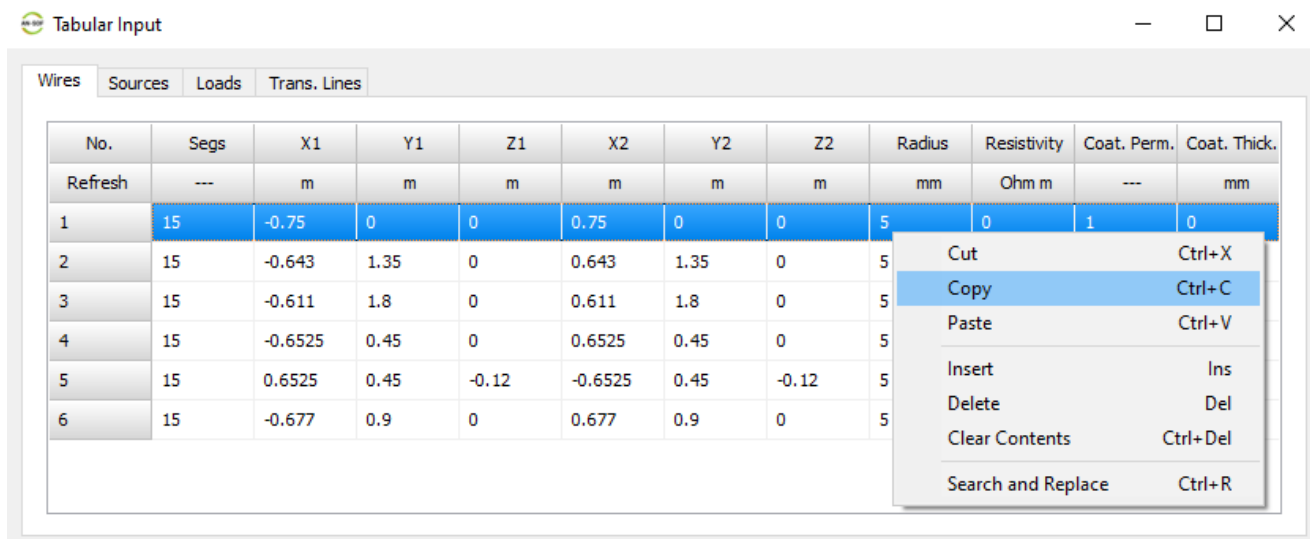 AN-SOF Tabular Input
Wires Sources Loads Trans. Lines
No. Segs X1 Y1 Z1 X2 Y2 Z2 Radius Resistivity Coat. Perm. Coat. Thick.
Refresh --- m m m m m m mm Ohm m --- mm
1 15 -0.75 0 0 0.75 0 0 5 0 1 0
2 15 -0.643 1.35 0 0.643 1.35 0 5
3 15 -0.611 1.8 0 0.611 1.8 0 5
4 15 -0.6525 0.45 0 0.6525 0.45 0 5
5 15 0.6525 0.45 -0.12 -0.6525 0.45 -0.12 5
6 15 -0.677 0.9 0 0.677 0.9 0 5
Cut Ctrl+X
Copy Ctrl+C
Paste Ctrl+V
Insert Ins
Delete Del
Clear Contents Ctrl+Del
Search and Replace Ctrl+R